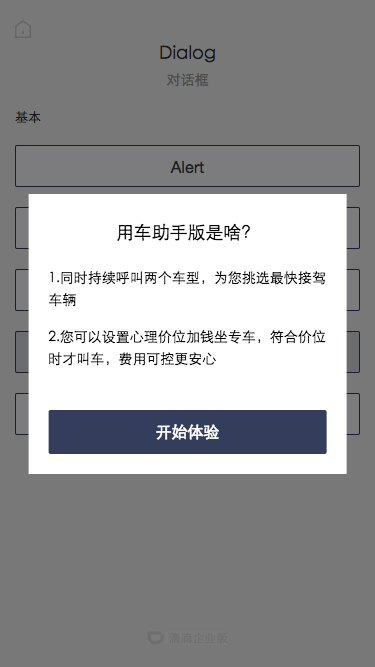 Dialog
对话框
基本
Alert
用车助手版是啥?
1.同时持续呼叫两个车型，为您挑选最快接驾
车辆
2.您可以设置心理价位加钱坐专车，符合价位
时才叫车，费用可控更安心
开始体验
滴滴企业版